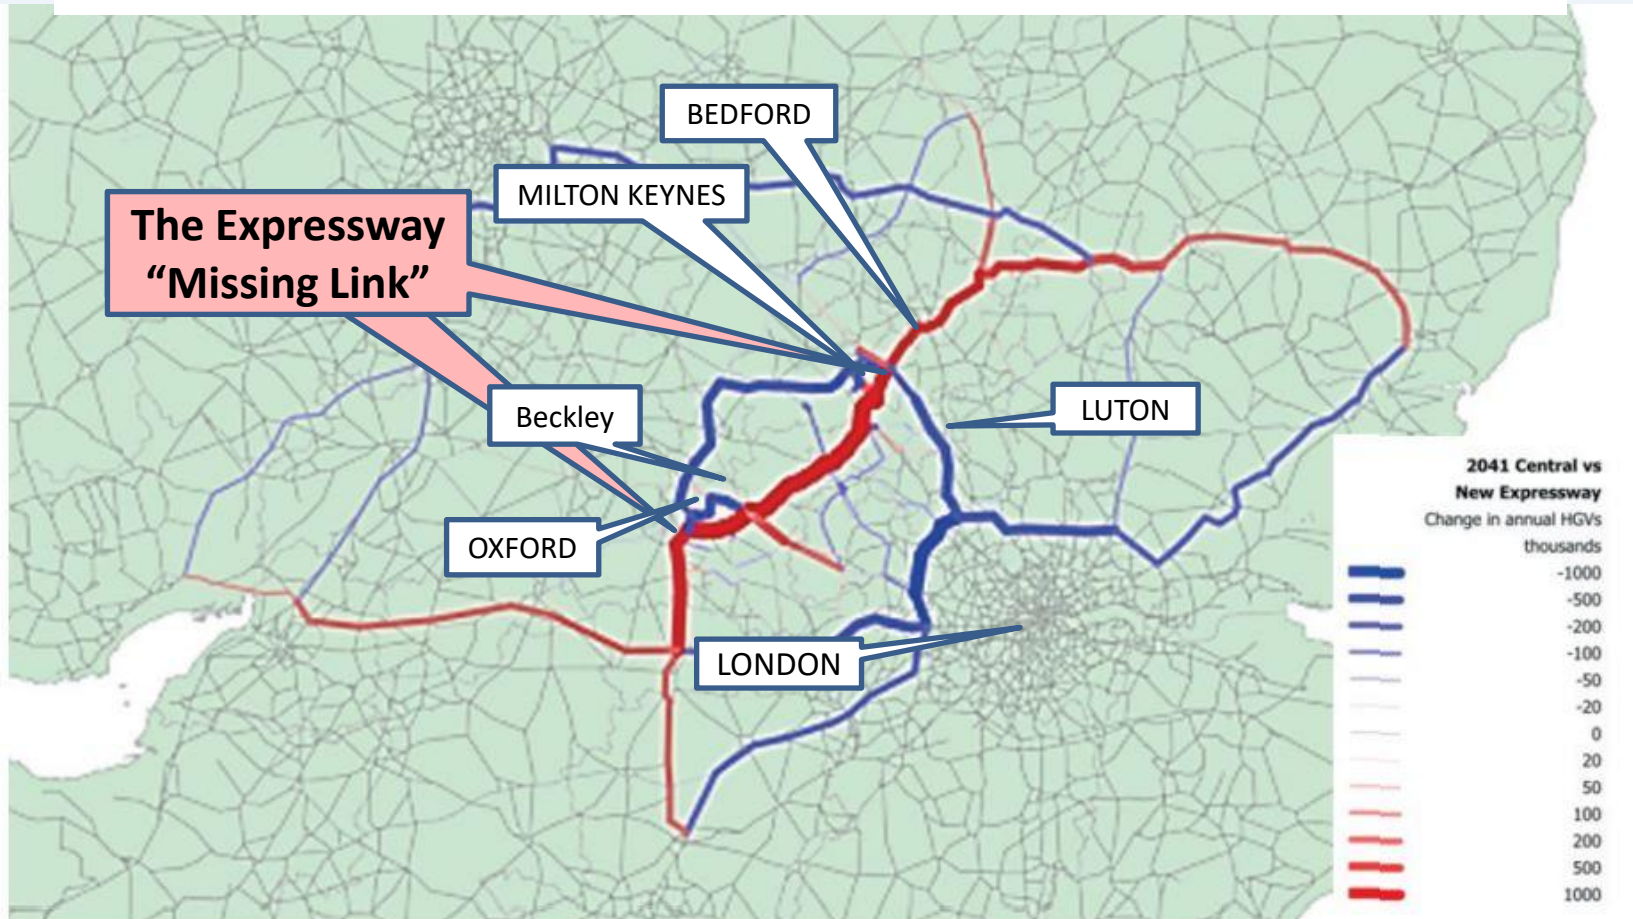 BEDFORD
MILTON KEYNES
The Expressway
“Missing Link”
Beckley
LUTON
OXFORD
LONDON
2041 Central vs
New Expressway
Change in annual HGVs
thousands
-1000
-500
-200
-100
-50
-20
0
20
50
100
200
500
1000